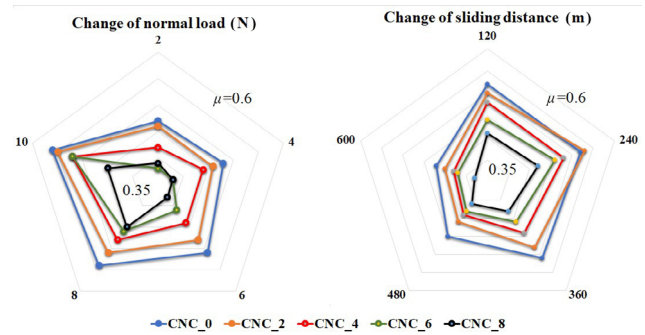 Change of normal load (N)
2
μ=0.6
4
10
0.35
8
6
Change of sliding distance (m)
120
μ=0.6
600
240
0.35
480
360
CNC_0 CNC_2 CNC_4 CNC_6 CNC_8